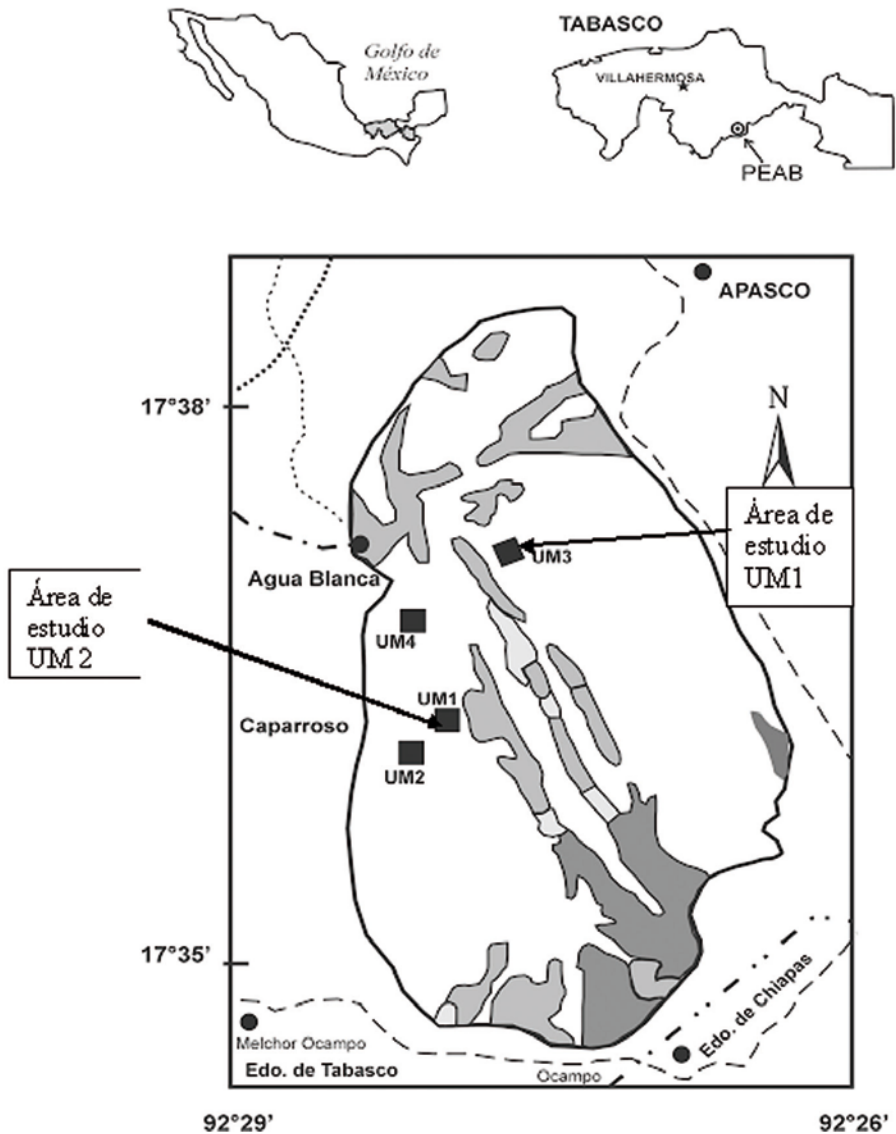 Golfo de
México
TABASCO
VILLAHERMOSA
PEAB
APASCO
17°38'
N
Área de
estudio
UM1
UM3
Agua Blanca
Área de
estudio
UM 2
UM4
UM1
Caparroso
UM2
17°35'
Edo. de Chiapas
Melchor Ocampo
Edo. de Tabasco
Ocampo
92°29'
92°26'